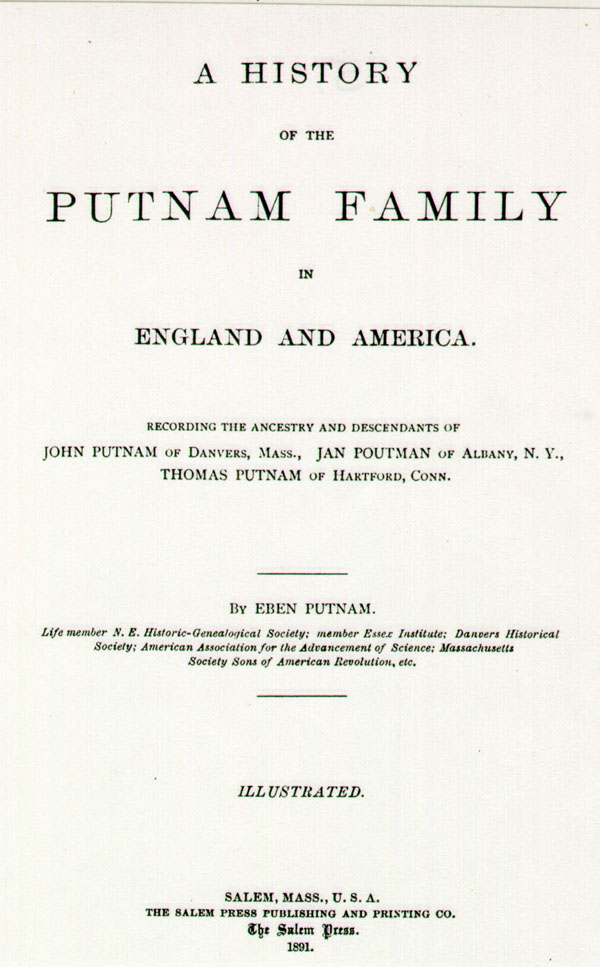 A HISTORY
OF THE
PUTNAM FAMILY
IN
ENGLAND AND AMERICA.
RECORDING THE ANCESTRY AND DESCENDANTS OF
JOHN PUTNAM OF DANVERS, MASS., JAN POUTMAN OF ALBANY, N. Y.,
THOMAS PUTNAM OF HARTFORD, CONN.
BY EBEN PUTNAM.
Life member N. E. Historic-Genealogical Society; member Essex Institute; Danvers Historical
Society; American Association for the Advancement of Science; Massachusetts
Society Sons of American Revolution, etc.
ILLUSTRATED.
SALEM, MASS., U. S. A.
THE SALEM PRESS PUBLISHING AND PRINTING CO.
The Salem Press.
1891.